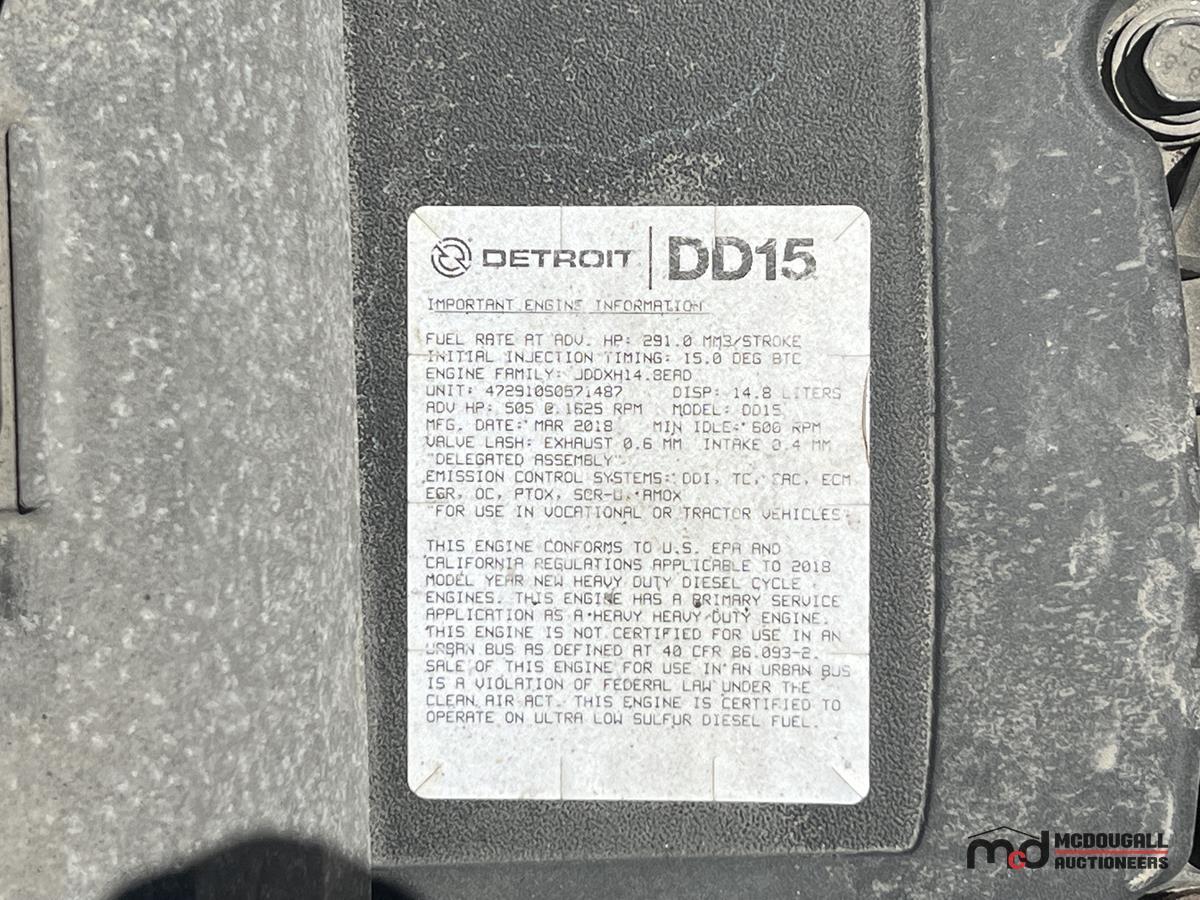 DETROIT | DD15
IMPORTANT ENGINE INFORMATION
FUEL RATE AT ADV. HP: 291.0 MM3/STROKE
INITIAL INJECTION TIMING: 15.0 DEG BTC
ENGINE FAMILY: JDDXH14.8EAD
UNIT: 472910S0571487 DISP: 14.8 LITERS
ADV HP: 505 @ 1625 RPM MODEL: DD15
MFG. DATE: MAR 2018 MIN IDLE: 600 RPM
VALVE LASH: EXHAUST 0.6 MM INTAKE 0.4 MM
"DELEGATED ASSEMBLY"
EMISSION CONTROL SYSTEMS: DDI, TC, CAC, ECM
EGR, OC, PTOX, SCR-U, AMOX
"FOR USE IN VOCATIONAL OR TRACTOR VEHICLES"
THIS ENGINE CONFORMS TO U.S. EPA AND
CALIFORNIA REGULATIONS APPLICABLE TO 2018
MODEL YEAR NEW HEAVY DUTY DIESEL CYCLE
ENGINES. THIS ENGINE HAS A PRIMARY SERVICE
APPLICATION AS A HEAVY HEAVY DUTY ENGINE.
THIS ENGINE IS NOT CERTIFIED FOR USE IN AN
URBAN BUS AS DEFINED AT 40 CFR 86.093-2.
SALE OF THIS ENGINE FOR USE IN AN URBAN BUS
IS A VIOLATION OF FEDERAL LAW UNDER THE
CLEAN AIR ACT. THIS ENGINE IS CERTIFIED TO
OPERATE ON ULTRA LOW SULFUR DIESEL FUEL.
mcd MCDOUGALL
AUCTIONEERS